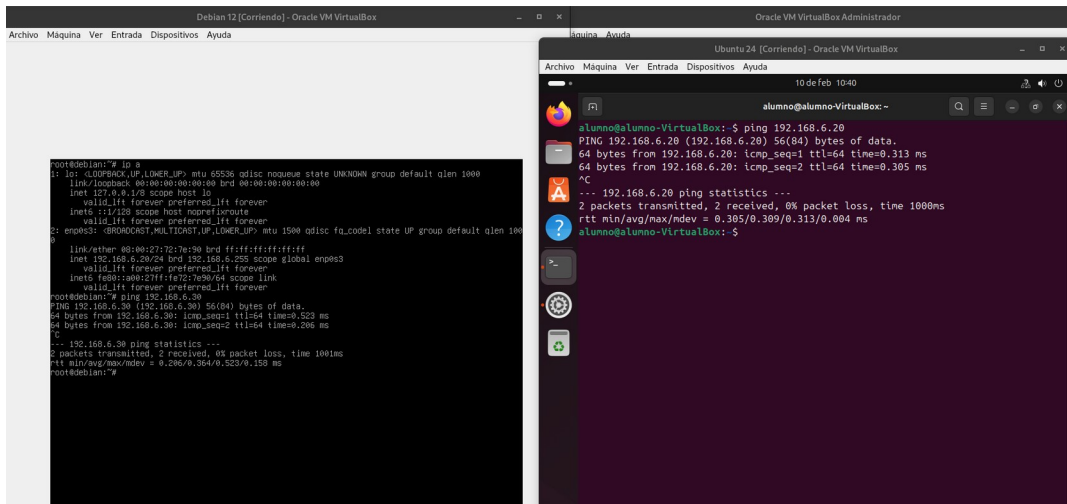 Debian 12 [Corriendo] - Oracle VM VirtualBox
Archivo Máquina Ver Entrada Dispositivos Ayuda
root@debian:~# ip a
1: lo: <LOOPBACK,UP,LOWER_UP> mtu 65536 qdisc noqueue state UNKNOWN group default qlen 1000
link/loopback 00:00:00:00:00:00 brd 00:00:00:00:00:00
inet 127.0.0.1/8 scope host lo
valid_lft forever preferred_lft forever
inet6 ::1/128 scope host noprefixroute
valid_lft forever preferred_lft forever
2: enp0s3: <BROADCAST,MULTICAST,UP,LOWER_UP> mtu 1500 qdisc fq_codel state UP group default qlen 100
0
link/ether 08:00:27:72:7e:90 brd ff:ff:ff:ff:ff:ff
inet 192.168.6.20/24 brd 192.168.6.255 scope global enp0s3
valid_lft forever preferred_lft forever
inet6 fe80::a00:27ff:fe72:7e90/64 scope link
valid_lft forever preferred_lft forever
root@debian:~# ping 192.168.6.30
PING 192.168.6.30 (192.168.6.30) 56(84) bytes of data.
64 bytes from 192.168.6.30: icmp_seq=1 ttl=64 time=0.523 ms
64 bytes from 192.168.6.30: icmp_seq=2 ttl=64 time=0.206 ms
^C
--- 192.168.6.30 ping statistics ---
2 packets transmitted, 2 received, 0% packet loss, time 1001ms
rtt min/avg/max/mdev = 0.206/0.364/0.523/0.158 ms
root@debian:~#
Oracle VM VirtualBox Administrador
áquina Ayuda
Ubuntu 24 [Corriendo] - Oracle VM VirtualBox
Archivo Máquina Ver Entrada Dispositivos Ayuda
10 de feb 10:40
alumno@alumno-VirtualBox: ~
alumno@alumno-VirtualBox:~$ ping 192.168.6.20
PING 192.168.6.20 (192.168.6.20) 56(84) bytes of data.
64 bytes from 192.168.6.20: icmp_seq=1 ttl=64 time=0.313 ms
64 bytes from 192.168.6.20: icmp_seq=2 ttl=64 time=0.305 ms
^C
--- 192.168.6.20 ping statistics ---
2 packets transmitted, 2 received, 0% packet loss, time 1000ms
rtt min/avg/max/mdev = 0.305/0.309/0.313/0.004 ms
alumno@alumno-VirtualBox:~$